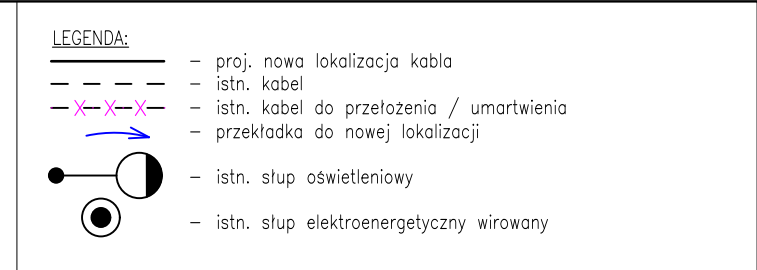 LEGENDA:
– proj. nowa lokalizacja kabla
– istn. kabel
– istn. kabel do przełożenia / umartwienia
– przekładka do nowej lokalizacji
– istn. słup oświetleniowy
– istn. słup elektroenergetyczny wirowany